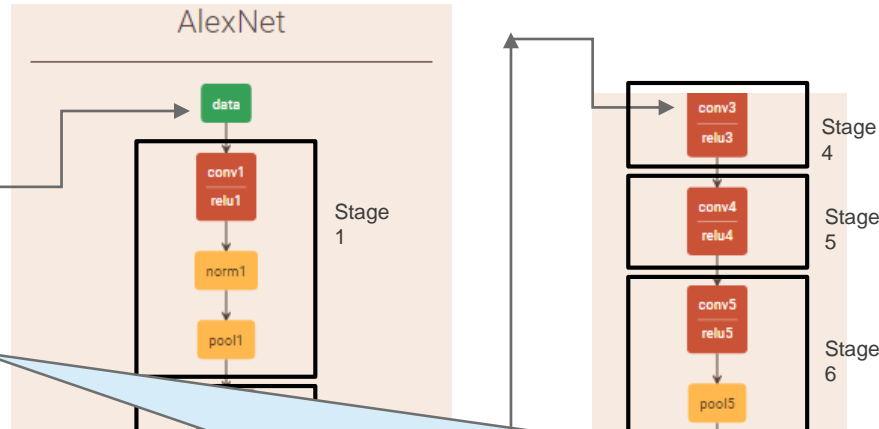 AlexNet
data
conv1
relu1
norm1
pool1
Stage
1
conv3
relu3
Stage
4
conv4
relu4
Stage
5
conv5
relu5
Stage
6
pool5